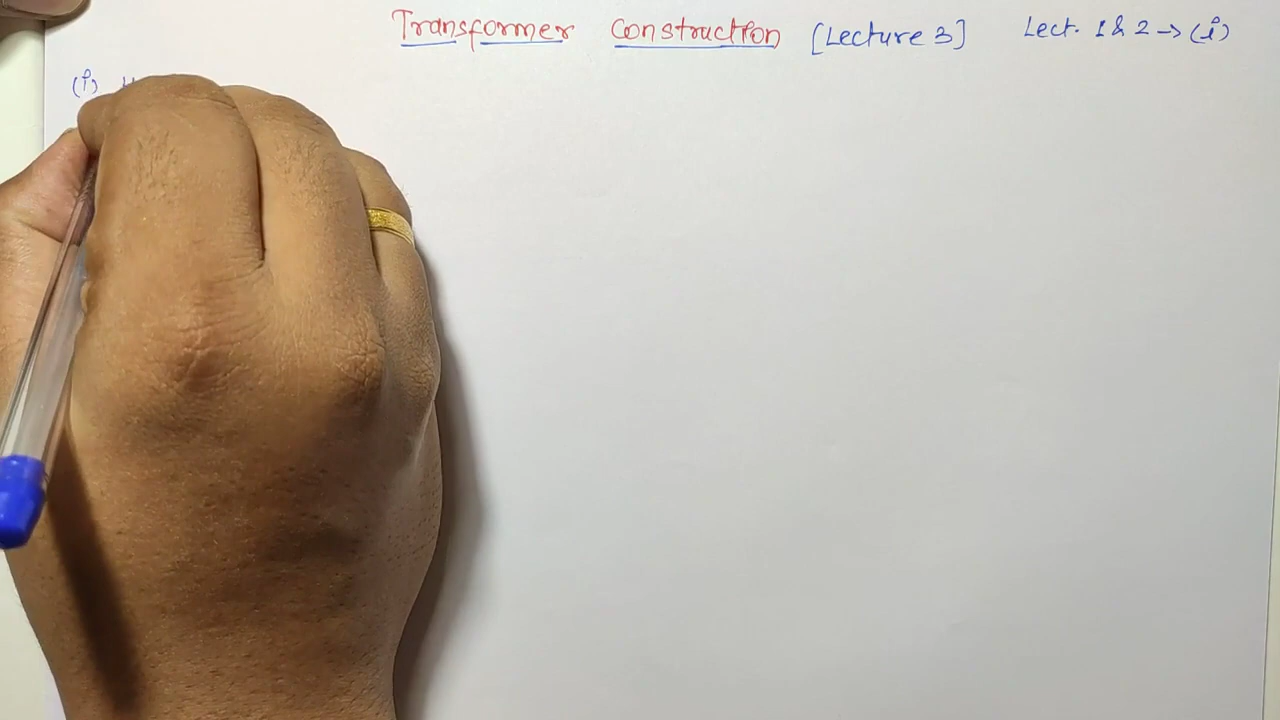 Transformer Construction [Lecture 3] Lect. 1 & 2 → (i)
(i)